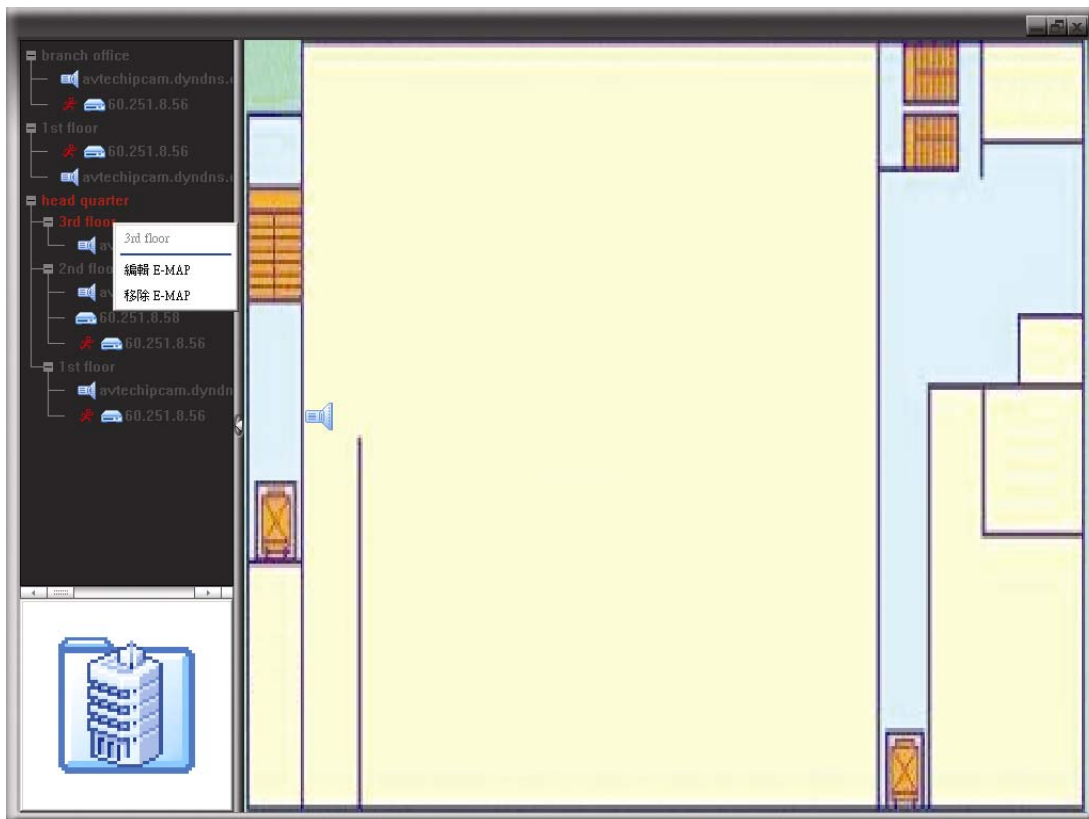 branch office
avtechipcam.dyndns.
60.251.8.56
1st floor
60.251.8.56
avtechipcam.dyndns.
head quarter
3rd floor
av
3rd floor
編輯 E-MAP
移除 E-MAP
2nd floo
av
60.251.8.58
60.251.8.56
1st floor
avtechipcam.dyndn
60.251.8.56